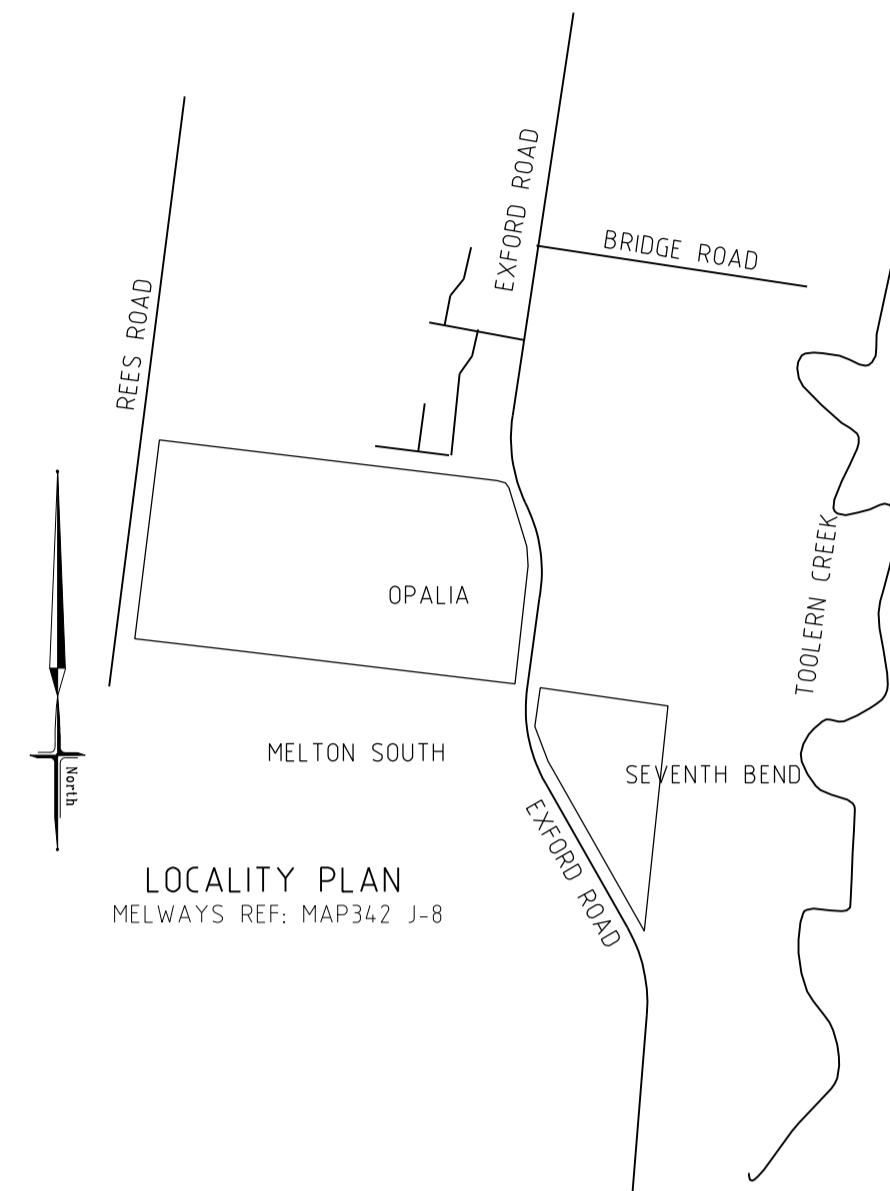 EXFORD ROAD
BRIDGE ROAD
REES ROAD
OPALIA
TOOLERN CREEK
MELTON SOUTH
SEVENTH BEND
North
EXFORD ROAD
LOCALITY PLAN
MELWAYS REF: MAP342 J-8